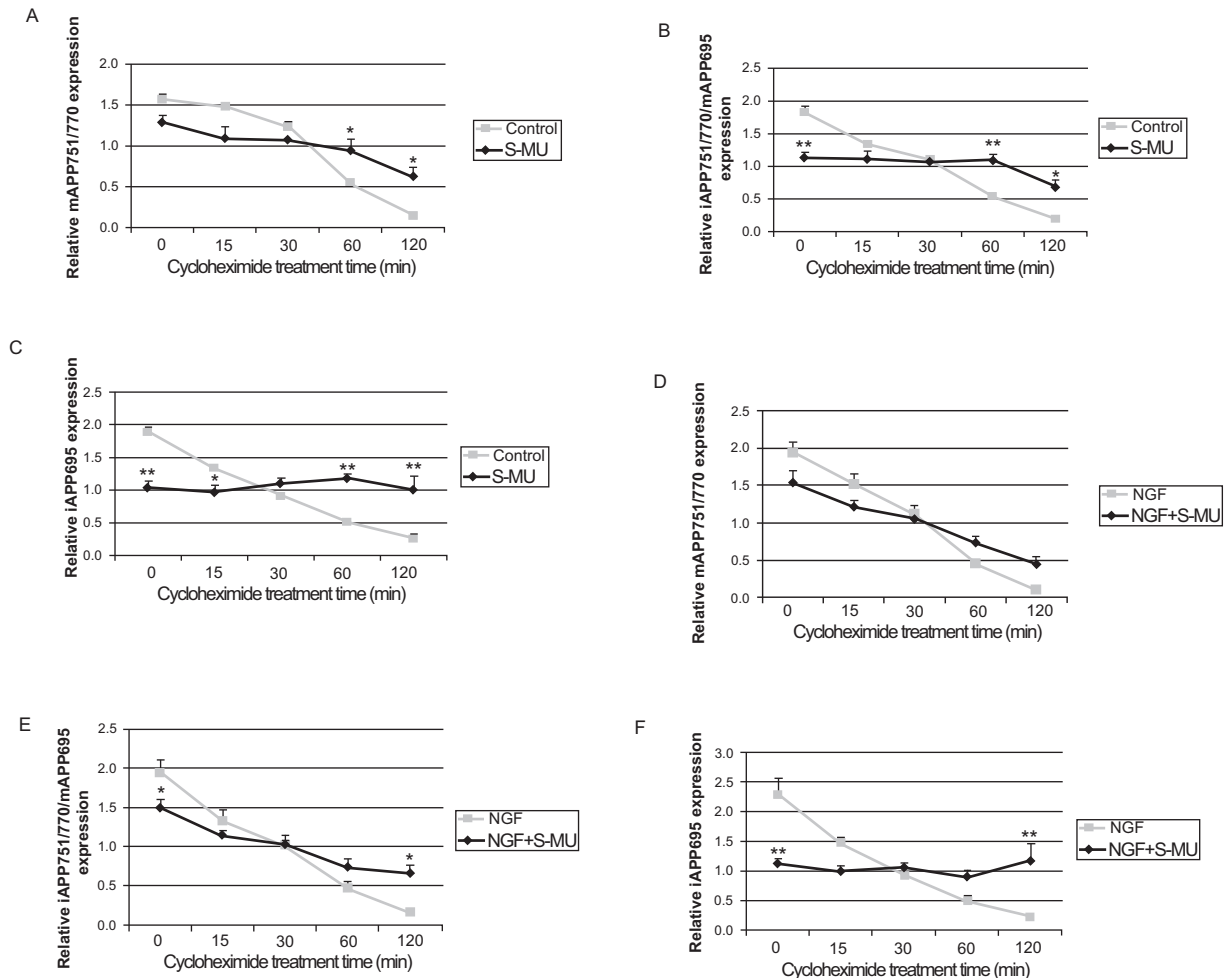 A
Relative mAPP751/770 expression
2.0
1.5
1.0
0.5
0.0
*
*
0 15 30 60 120
Cycloheximide treatment time (min)
Control
S-MU
B
Relative iAPP751/770/mAPP695
expression
2.5
2.0
1.5
1.0
0.5
0.0
**
**
*
0 15 30 60 120
Cycloheximide treatment time (min)
Control
S-MU
C
Relative iAPP695 expression
2.5
2.0
1.5
1.0
0.5
0.0
**
*
**
**
0 15 30 60 120
Cycloheximide treatment time (min)
Control
S-MU
D
Relative mAPP751/770 expression
2.5
2.0
1.5
1.0
0.5
0.0
0 15 30 60 120
Cycloheximide treatment time (min)
NGF
NGF+S-MU
E
Relative iAPP751/770/mAPP695
expression
2.5
2.0
1.5
1.0
0.5
0.0
*
*
0 15 30 60 120
Cycloheximide treatment time (min)
NGF
NGF+S-MU
F
Relative iAPP695 expression
3.0
2.5
2.0
1.5
1.0
0.5
0.0
**
**
0 15 30 60 120
Cycloheximide treatment time (min)
NGF
NGF+S-MU